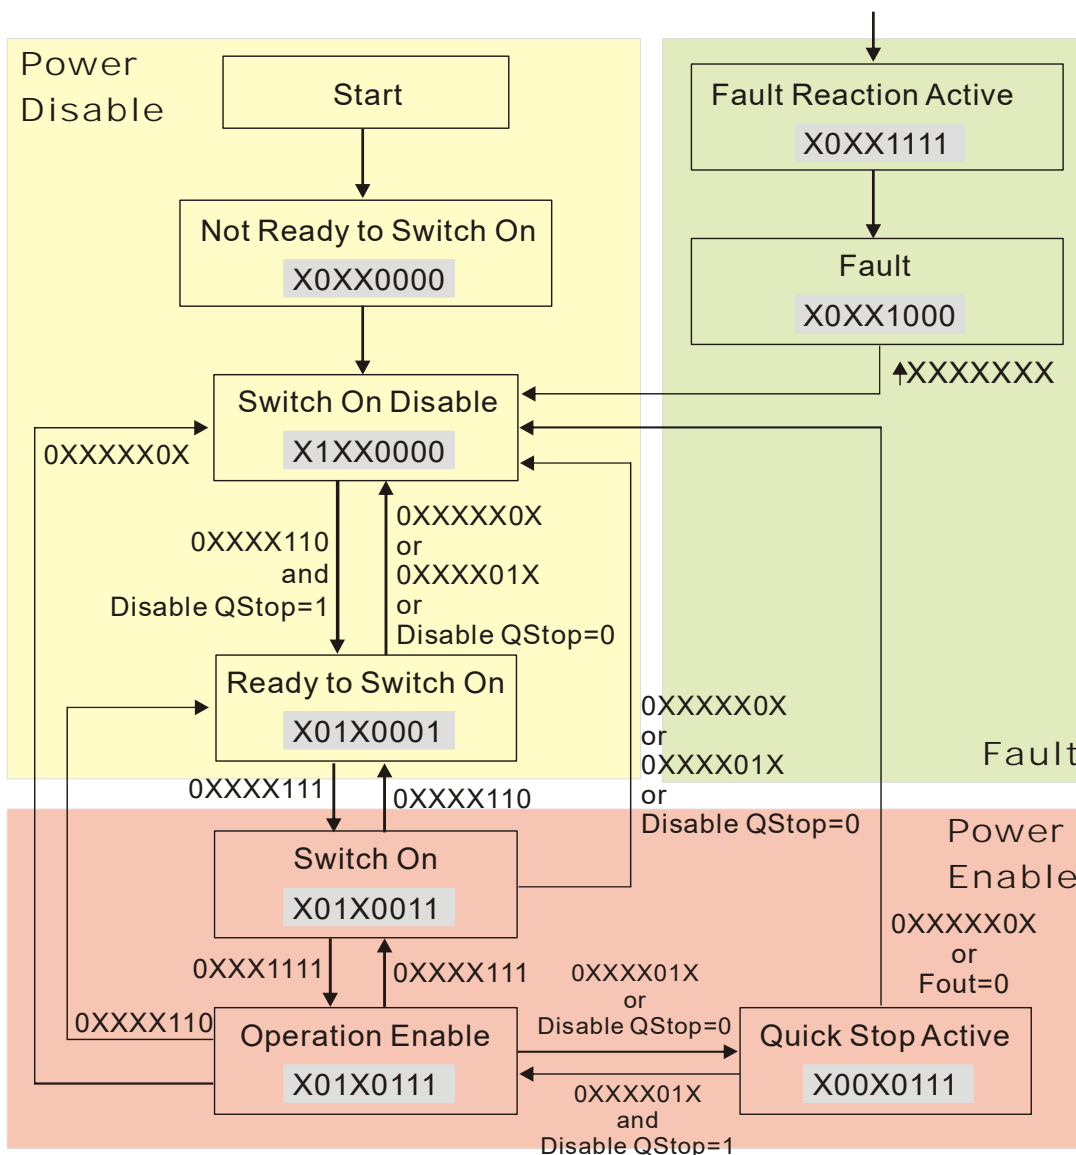 Power
Disable
Start
Not Ready to Switch On
X0XX0000
Switch On Disable
X1XX0000
0XXXXX0X
0XXXX110
and
Disable QStop=1
0XXXXX0X
or
0XXXX01X
or
Disable QStop=0
Ready to Switch On
X01X0001
0XXXX111
0XXXX110
Fault Reaction Active
X0XX1111
Fault
X0XX1000
XXXXXXX
Fault
0XXXXX0X
or
0XXXX01X
or
Disable QStop=0
Power
Enable
Switch On
X01X0011
0XXX1111
0XXXX111
0XXXX110
Operation Enable
X01X0111
0XXXX01X
or
Disable QStop=0
0XXXX01X
and
Disable QStop=1
0XXXXX0X
or
Fout=0
Quick Stop Active
X00X0111